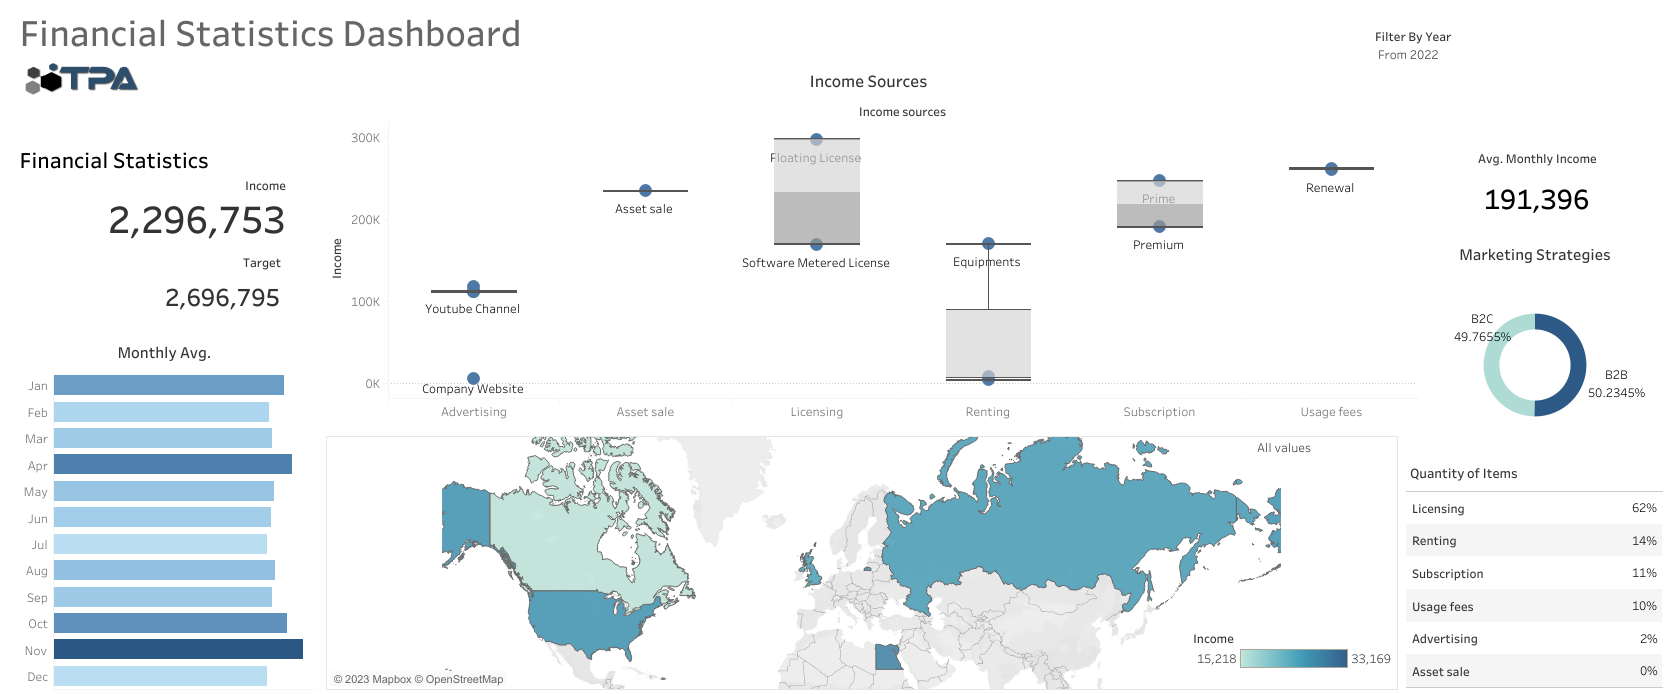 Financial Statistics Dashboard
Filter By Year
From 2022
TPA
Income Sources
Income sources
Financial Statistics
Income
2,296,753
Target
2,696,795
Monthly Avg.
Jan
Feb
Mar
Apr
May
Jun
Jul
Aug
Sep
Oct
Nov
Dec
Income
300K
200K
100K
0K
Youtube Channel
Company Website
Asset sale
Floating License
Software Metered License
Equipments
Prime
Premium
Renewal
Advertising
Asset sale
Licensing
Renting
Subscription
Usage fees
Avg. Monthly Income
191,396
Marketing Strategies
B2C
49.7655%
B2B
50.2345%
All values
Income
15,218
33,169
© 2023 Mapbox © OpenStreetMap
Quantity of Items
Licensing 62%
Renting 14%
Subscription 11%
Usage fees 10%
Advertising 2%
Asset sale 0%